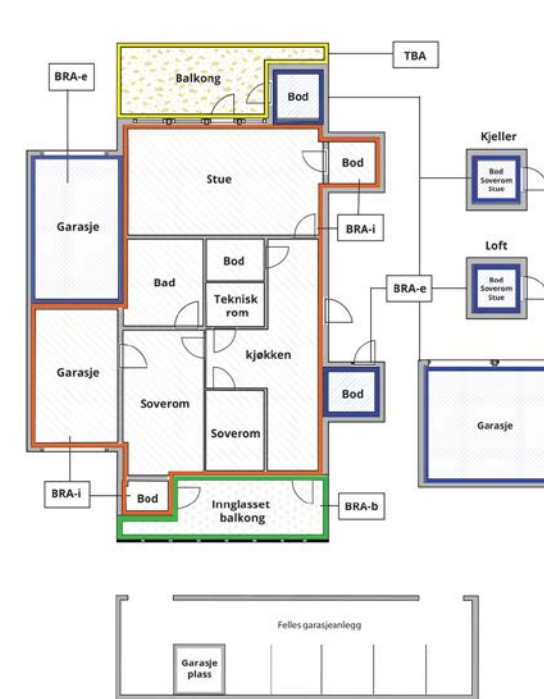 TBA
BRA-e
Balkong
Bod
Kjeller
Bod
Soverom
Stue
Stue
Bod
BRA-i
Garasje
Loft
Bod
Soverom
Stue
Bad
Bod
Teknisk
rom
BRA-e
kjøkken
Garasje
Soverom
Bod
Soverom
Garasje
BRA-i
Bod
Innglasset
balkong
BRA-b
Felles garasjeanlegg
Garasje
plass